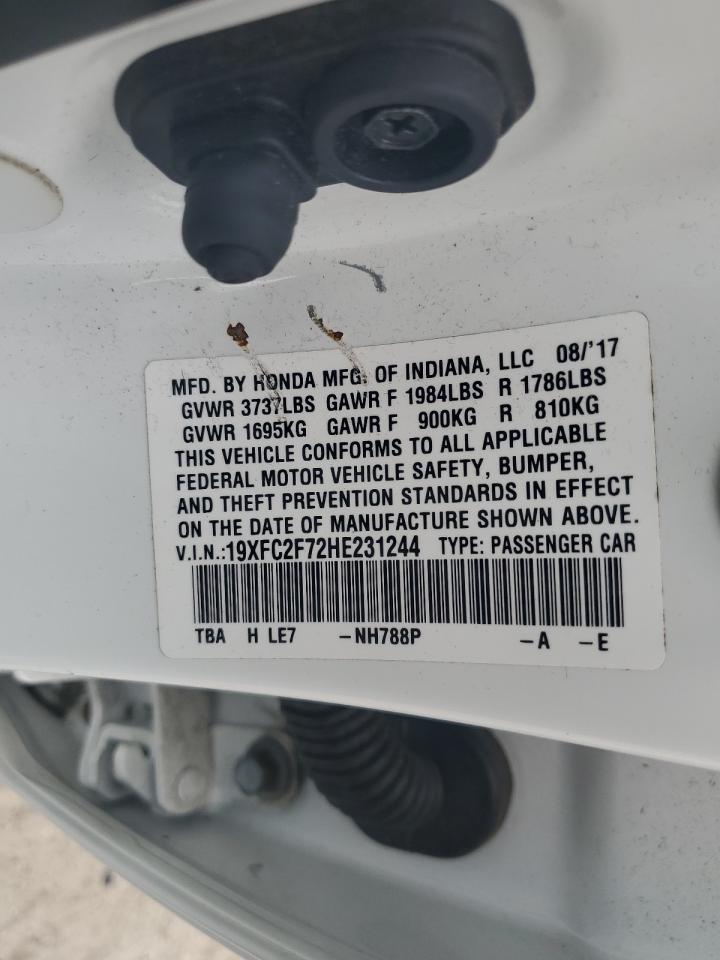 MFD. BY HONDA MFG. OF INDIANA, LLC 08/'17
GVWR 3737LBS GAWR F 1984LBS R 1786LBS
GVWR 1695KG GAWR F 900KG R 810KG
THIS VEHICLE CONFORMS TO ALL APPLICABLE
FEDERAL MOTOR VEHICLE SAFETY, BUMPER,
AND THEFT PREVENTION STANDARDS IN EFFECT
ON THE DATE OF MANUFACTURE SHOWN ABOVE.
V.I.N.:19XFC2F72HE231244 TYPE: PASSENGER CAR
TBA H LE7 -NH788P -A -E